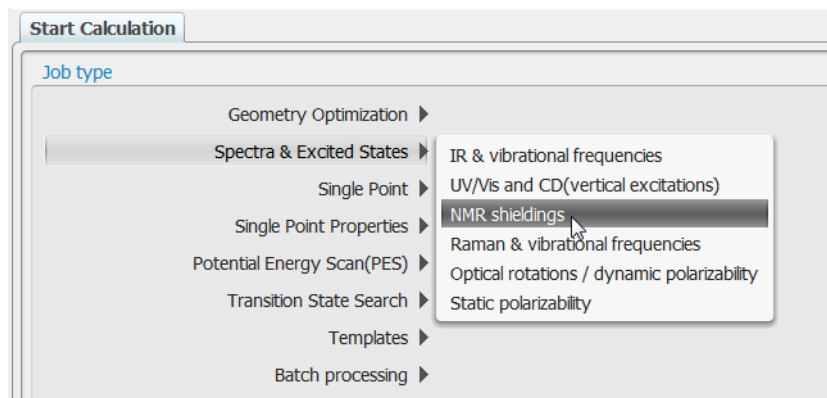 Start Calculation
Job type
Geometry Optimization
Spectra & Excited States
Single Point
Single Point Properties
Potential Energy Scan(PES)
Transition State Search
Templates
Batch processing
IR & vibrational frequencies
UV/Vis and CD(vertical excitations)
NMR shieldings
Raman & vibrational frequencies
Optical rotations / dynamic polarizability
Static polarizability